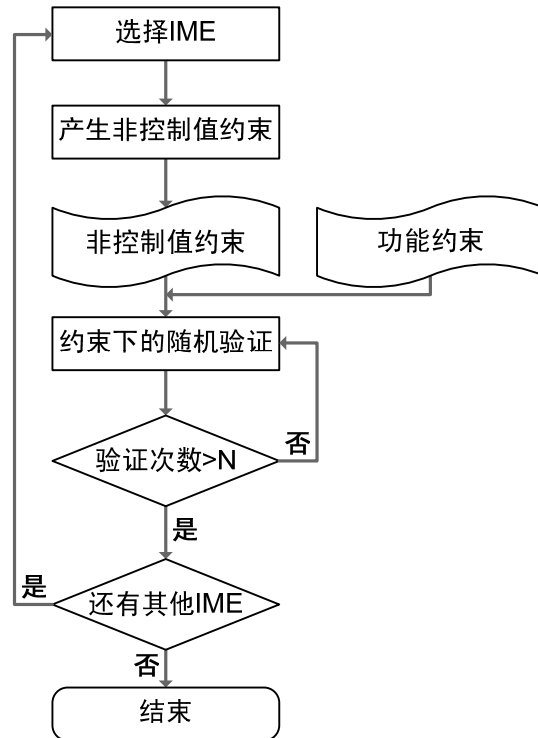 选择IME
产生非控制值约束
非控制值约束
功能约束
约束下的随机验证
验证次数>N
否
是
还有其他IME
是
否
结束